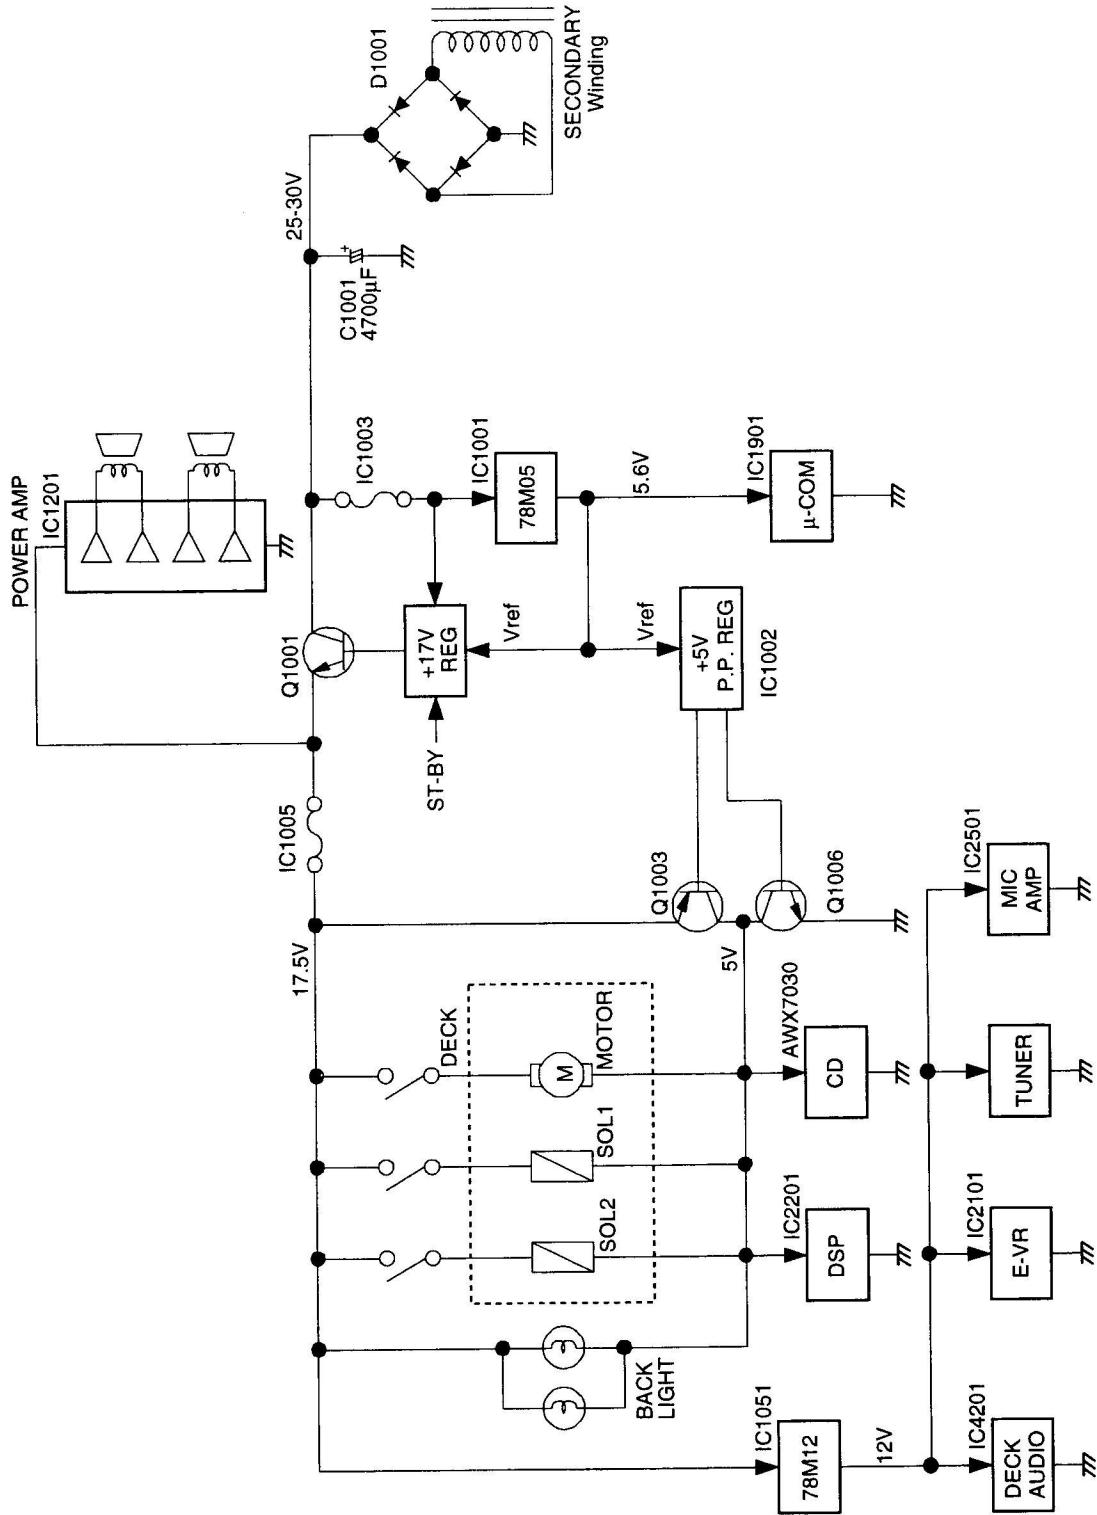 POWER AMP
IC1201
D1001
SECONDARY
Winding
25-30V
C1001
4700µF
+
Q1001
IC1003
IC1005
17.5V
+17V
REG
ST-BY
Vref
IC1001
78M05
5.6V
IC1901
µ-COM
Vref
+5V
P.P. REG
IC1002
Q1003
Q1006
5V
DECK
M
MOTOR
SOL1
SOL2
BACK
LIGHT
AWX7030
CD
IC2201
DSP
IC1051
78M12
12V
IC4201
DECK
AUDIO
IC2101
E-VR
TUNER
IC2501
MIC
AMP